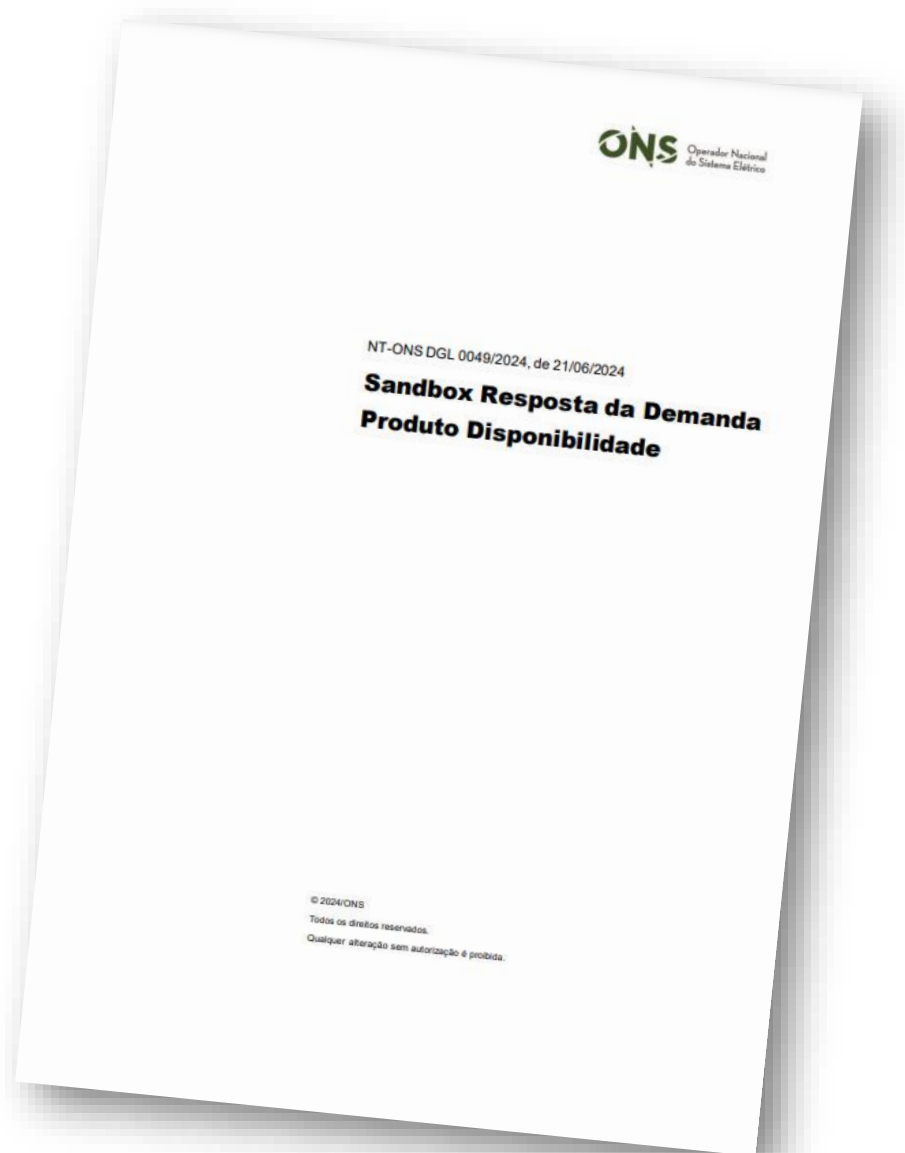 ONS
Operador Nacional
do Sistema Elétrico
NT-ONS DGL 0049/2024, de 21/06/2024
Sandbox Resposta da Demanda
Produto Disponibilidade
© 2024/ONS
Todos os direitos reservados.
Qualquer alteração sem autorização é proibida.